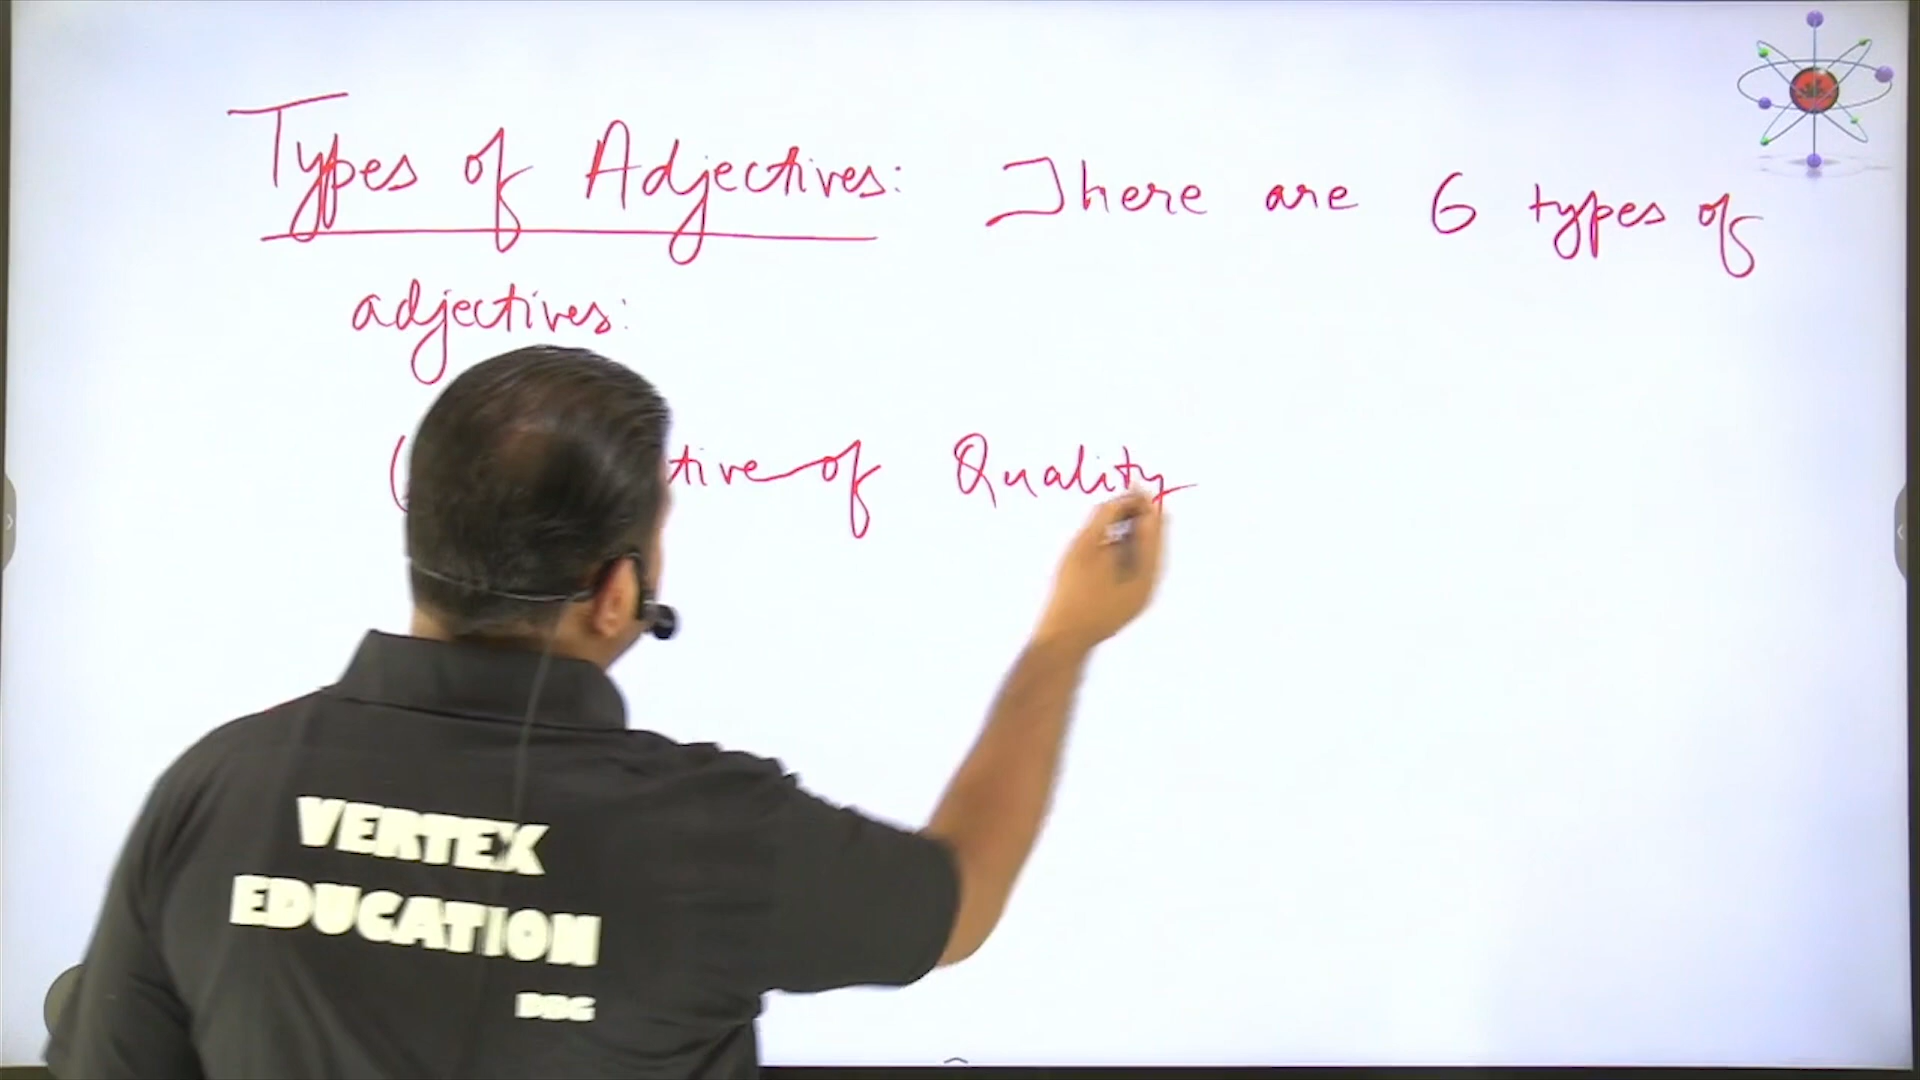 Types of Adjectives: There are 6 types of
adjectives:
( tive of Quality
VERTEX
EDUCATION